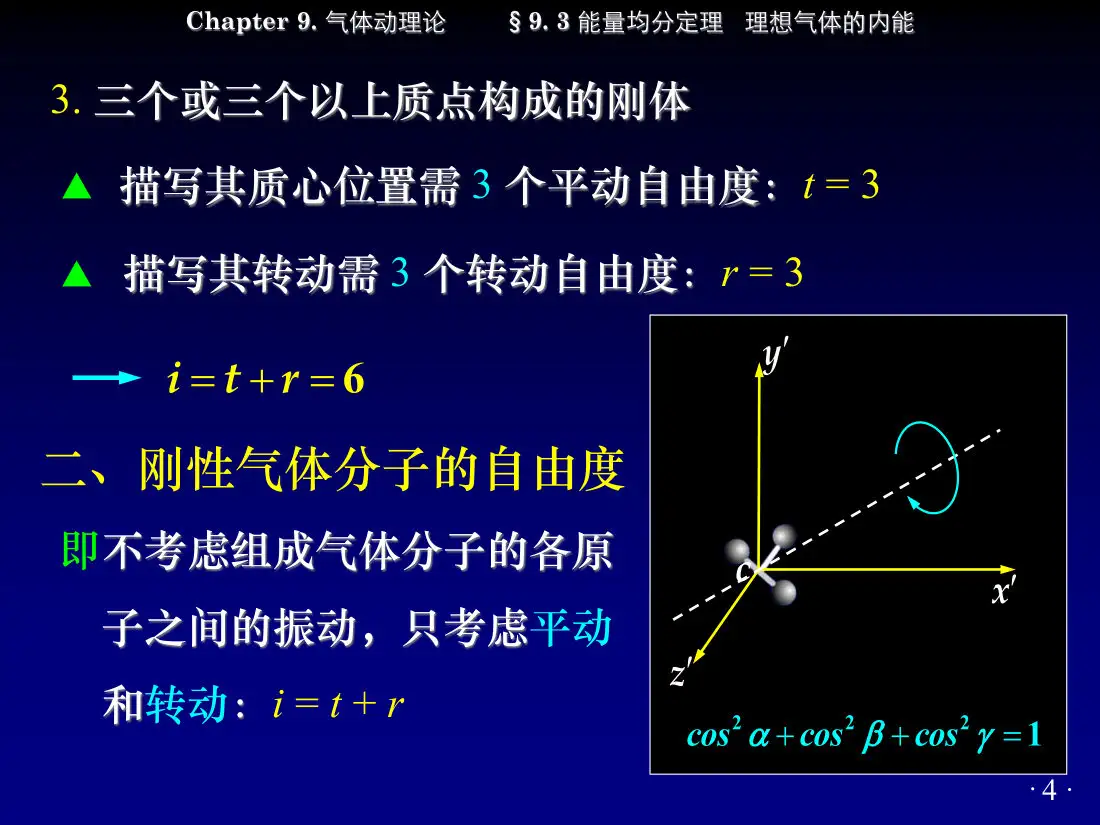 Chapter 9. 气体动理论 §9. 3 能量均分定理 理想气体的内能
3. 三个或三个以上质点构成的刚体
▲ 描写其质心位置需 3 个平动自由度：t = 3
▲ 描写其转动需 3 个转动自由度：r = 3
i = t + r = 6
二、刚性气体分子的自由度
即不考虑组成气体分子的各原
子之间的振动，只考虑平动
和转动：i = t + r
y′
c
x′
z′
cos² α + cos² β + cos² γ = 1
· 4 ·